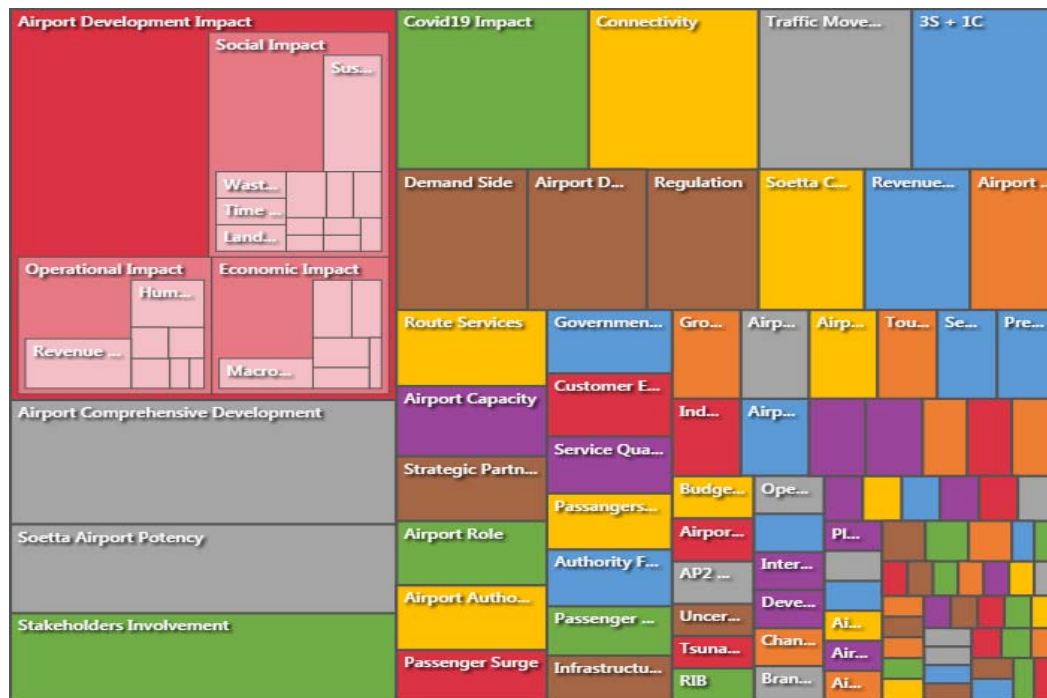 Airport Development Impact
Social Impact
Sus...
Wast...
Time ...
Land...
Operational Impact
Hum...
Revenue ...
Economic Impact
Macro...
Airport Comprehensive Development
Soetta Airport Potency
Stakeholders Involvement
Covid19 Impact
Connectivity
Traffic Move...
3S + 1C
Demand Side
Airport D...
Regulation
Soetta C...
Revenue...
Airport ...
Route Services
Airport Capacity
Strategic Partn...
Airport Role
Airport Autho...
Passenger Surge
Governmen...
Customer E...
Service Qua...
Passangers...
Authority F...
Passenger ...
Infrastructu...
Gro...
Airp...
Airp...
Tou...
Se...
Pre...
Ind...
Airp...
Budge...
Airpor...
AP2 ...
Uncer...
Tsuna...
RIB
Ope...
Inter...
Deve...
Chan...
Bran...
Pl...
Ai...
Air...
Ai...